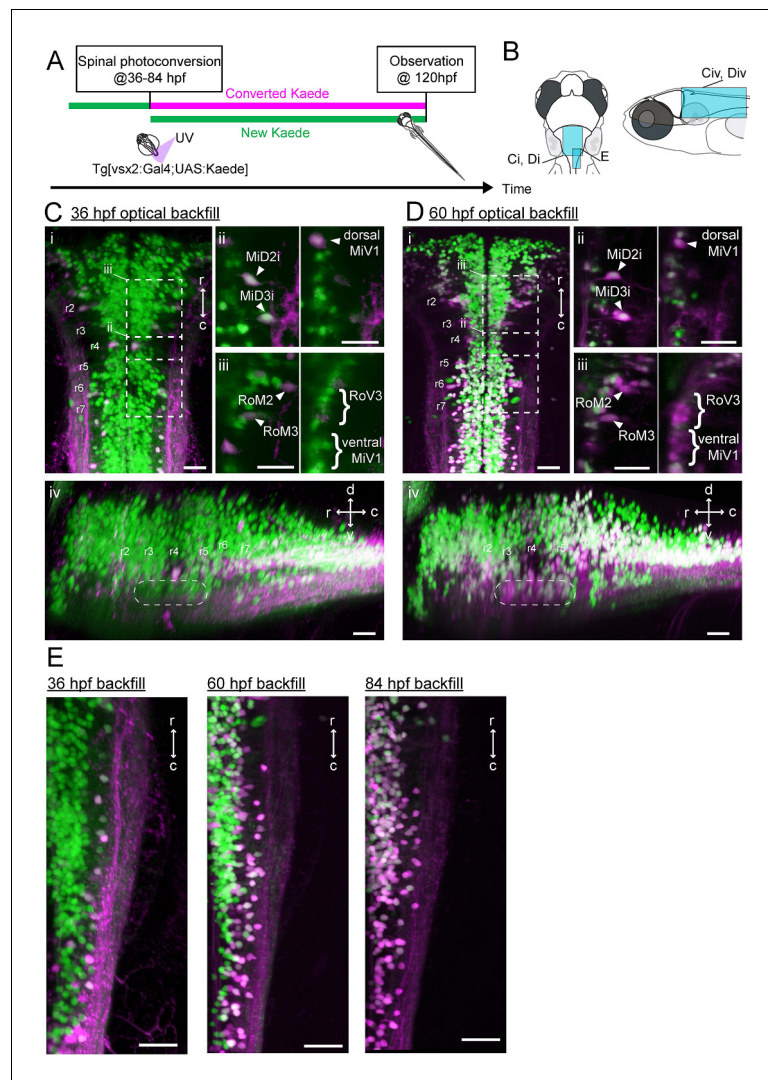 A
Spinal photoconversion
@36-84 hpf
Observation
@ 120hpf
Converted Kaede
New Kaede
UV
Tg[vsx2:Gal4;UAS:Kaede]
Time
B
Civ, Div
Ci, Di
E
C 36 hpf optical backfill
i
iii
ii
r2
r3
r4
r5
r6
r7
r
c
ii
MiD2i
MiD3i
dorsal
MiV1
iii
RoM2
RoM3
RoV3
ventral
MiV1
iv
r2
r3
r4
r5
r6
r7
d
r
c
v
D 60 hpf optical backfill
i
iii
ii
r2
r3
r4
r5
r6
r7
r
c
ii
MiD2i
MiD3i
dorsal
MiV1
iii
RoM2
RoM3
RoV3
ventral
MiV1
iv
r2
r3
r4
r5
d
r
c
v
E
36 hpf backfill
r
c
60 hpf backfill
r
c
84 hpf backfill
r
c